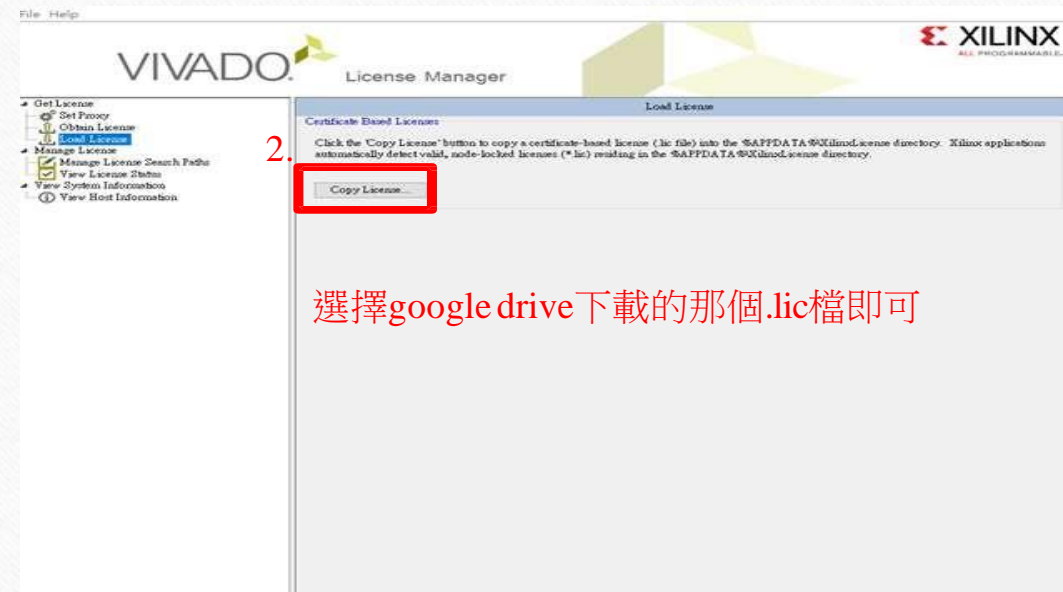 File Help
VIVADO.
License Manager
XILINX
ALL PROGRAMMABLE.
Get License
Set Proxy
Obtain License
Load License
Manage License
Manage License Search Paths
View License Status
View System Information
View Host Information
2.
Load License
Certificate Based Licenses
Click the 'Copy License' button to copy a certificate-based license (.lic file) into the %APPDATA%\XilinxLicense directory. Xilinx applications
automatically detect valid, node-locked licenses (*.lic) residing in the %APPDATA%\XilinxLicense directory.
Copy License...
選擇google drive下載的那個.lic檔即可